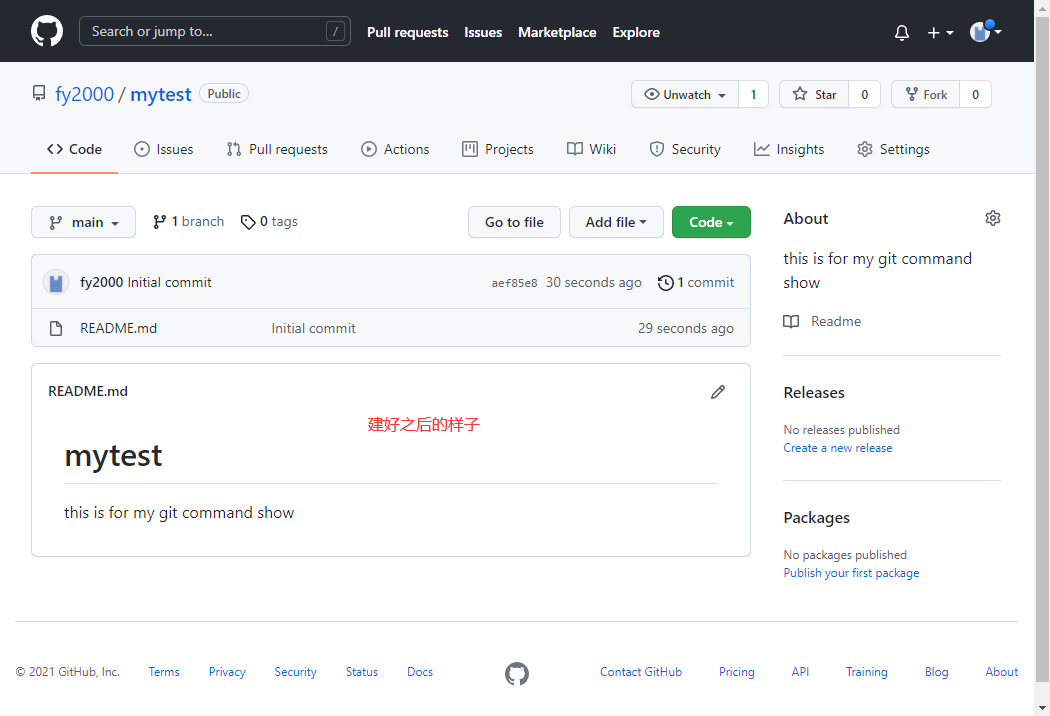 Search or jump to... / Pull requests Issues Marketplace Explore
fy2000 / mytest Public Unwatch 1 Star 0 Fork 0
Code Issues Pull requests Actions Projects Wiki Security Insights Settings
main 1 branch 0 tags Go to file Add file Code
fy2000 Initial commit aef85e8 30 seconds ago 1 commit
README.md Initial commit 29 seconds ago
README.md
建好之后的样子
mytest
this is for my git command show
About
this is for my git command
show
Readme
Releases
No releases published
Create a new release
Packages
No packages published
Publish your first package
© 2021 GitHub, Inc. Terms Privacy Security Status Docs Contact GitHub Pricing API Training Blog About